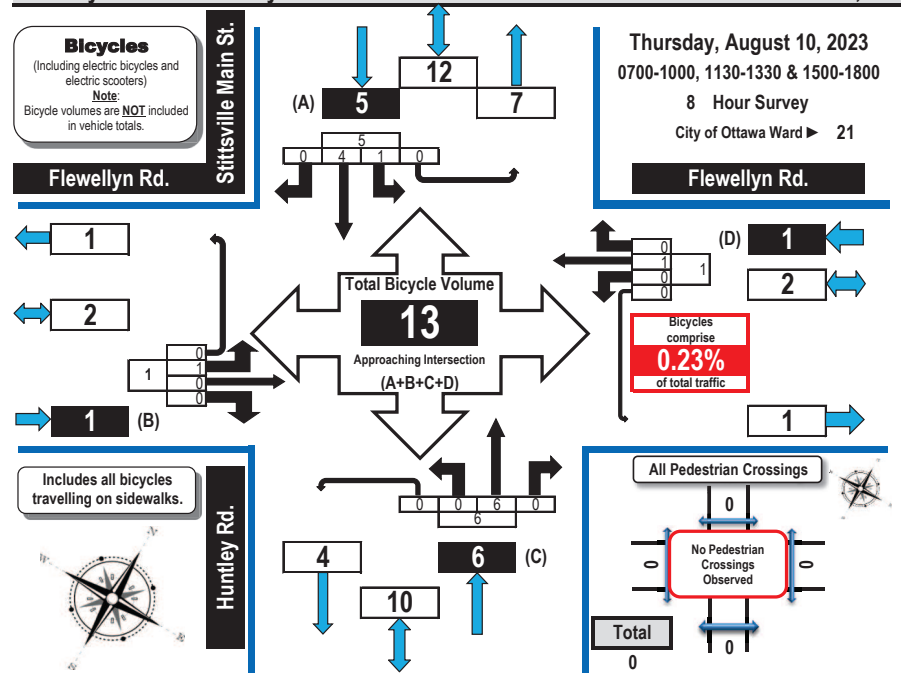 Bicycles
(Including electric bicycles and
electric scooters)
Note:
Bicycle volumes are NOT included
in vehicle totals.
Stittsville Main St.
Flewellyn Rd.
12
(A) 5
7
5
0 4 1 0
Thursday, August 10, 2023
0700-1000, 1130-1330 & 1500-1800
8 Hour Survey
City of Ottawa Ward ► 21
Flewellyn Rd.
1
2
1
0
1
0
0
1 (B)
Total Bicycle Volume
13
Approaching Intersection
(A+B+C+D)
0
1
0
0
1
(D) 1
2
Bicycles
comprise
0.23%
of total traffic
1
Includes all bicycles
travelling on sidewalks.
Huntley Rd.
N
0 0 6 0
6
4
6 (C)
10
All Pedestrian Crossings
0
0
No Pedestrian
Crossings
Observed
0
0
Total
0